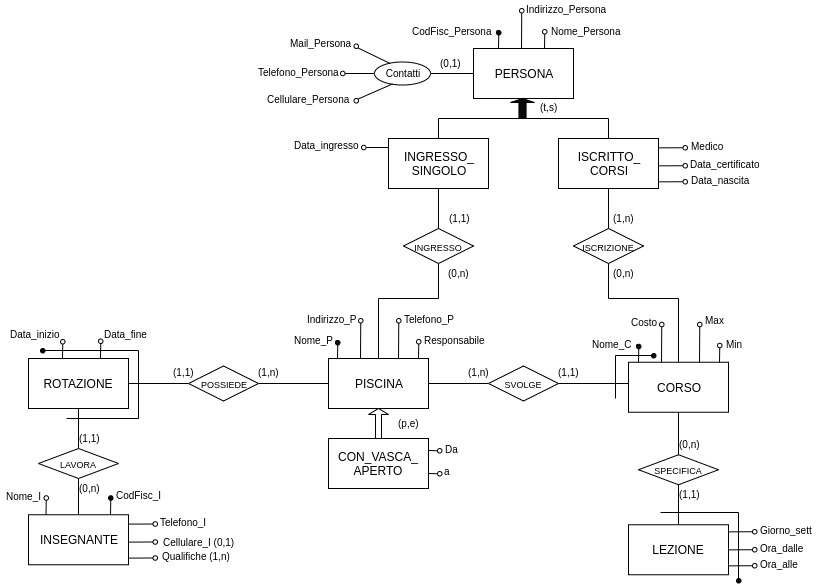 Indirizzo_Persona
CodFisc_Persona
Nome_Persona
Mail_Persona
Telefono_Persona
Contatti
(0,1)
PERSONA
Cellulare_Persona
(t,s)
Data_ingresso
INGRESSO_
SINGOLO
ISCRITTO_
CORSI
Medico
Data_certificato
Data_nascita
(1,1)
(1,n)
INGRESSO
ISCRIZIONE
(0,n)
(0,n)
Indirizzo_P
Telefono_P
Nome_P
Responsabile
Costo
Max
Nome_C
Min
Data_inizio
Data_fine
ROTAZIONE
(1,1)
POSSIEDE
(1,n)
PISCINA
(1,n)
SVOLGE
(1,1)
CORSO
(p,e)
CON_VASCA_
APERTO
Da
a
(1,1)
LAVORA
(0,n)
(0,n)
SPECIFICA
(1,1)
Nome_I
CodFisc_I
INSEGNANTE
Telefono_I
Cellulare_I (0,1)
Qualifiche (1,n)
LEZIONE
Giorno_sett
Ora_dalle
Ora_alle